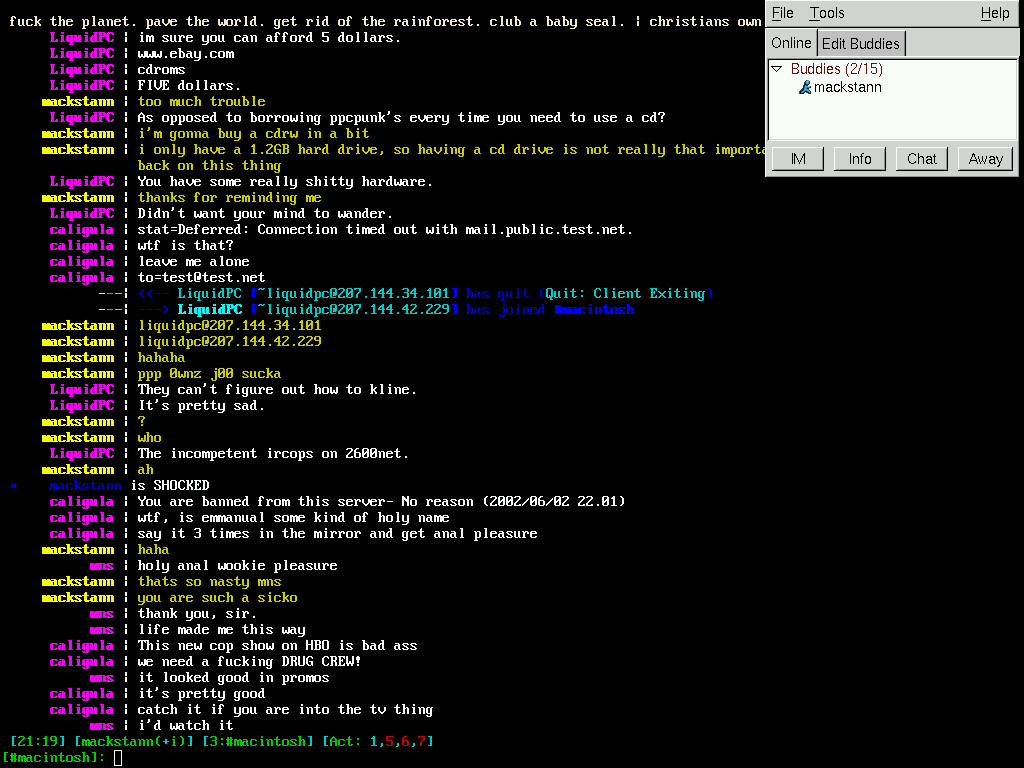 fuck the planet. pave the world. get rid of the rainforest. club a baby seal. | christians own
LiquidPC | im sure you can afford 5 dollars.
LiquidPC | www.ebay.com
LiquidPC | cdroms
LiquidPC | FIVE dollars.
mackstann | too much trouble
LiquidPC | As opposed to borrowing ppcpunk's every time you need to use a cd?
mackstann | i'm gonna buy a cdrw in a bit
mackstann | i only have a 1.2GB hard drive, so having a cd drive is not really that importa
back on this thing
LiquidPC | You have some really shitty hardware.
mackstann | thanks for reminding me
LiquidPC | Didn't want your mind to wander.
caligula | stat=Deferred: Connection timed out with mail.public.test.net.
caligula | wtf is that?
caligula | leave me alone
caligula | to=test@test.net
---| <<-- LiquidPC [~liquidpc@207.144.34.101] has quit (Quit: Client Exiting)
---| ---> LiquidPC [~liquidpc@207.144.42.229] has joined #macintosh
mackstann | liquidpc@207.144.34.101
mackstann | liquidpc@207.144.42.229
mackstann | hahaha
mackstann | ppp 0wnz j00 sucka
LiquidPC | They can't figure out how to kline.
LiquidPC | It's pretty sad.
mackstann | ?
mackstann | who
LiquidPC | The incompetent ircops on 2600net.
mackstann | ah
* mackstann is SHOCKED
caligula | You are banned from this server- No reason (2002/06/02 22.01)
caligula | wtf, is emmanual some kind of holy name
caligula | say it 3 times in the mirror and get anal pleasure
mackstann | haha
mns | holy anal wookie pleasure
mackstann | thats so nasty mns
mackstann | you are such a sicko
mns | thank you, sir.
mns | life made me this way
caligula | This new cop show on HBO is bad ass
caligula | we need a fucking DRUG CREW!
mns | it looked good in promos
caligula | it's pretty good
caligula | catch it if you are into the tv thing
mns | i'd watch it
[21:19] [mackstann(+i)] [3:#macintosh] [Act: 1,5,6,7]
[#macintosh]:
File Tools Help
Online Edit Buddies
Buddies (2/15)
mackstann
IM Info Chat Away